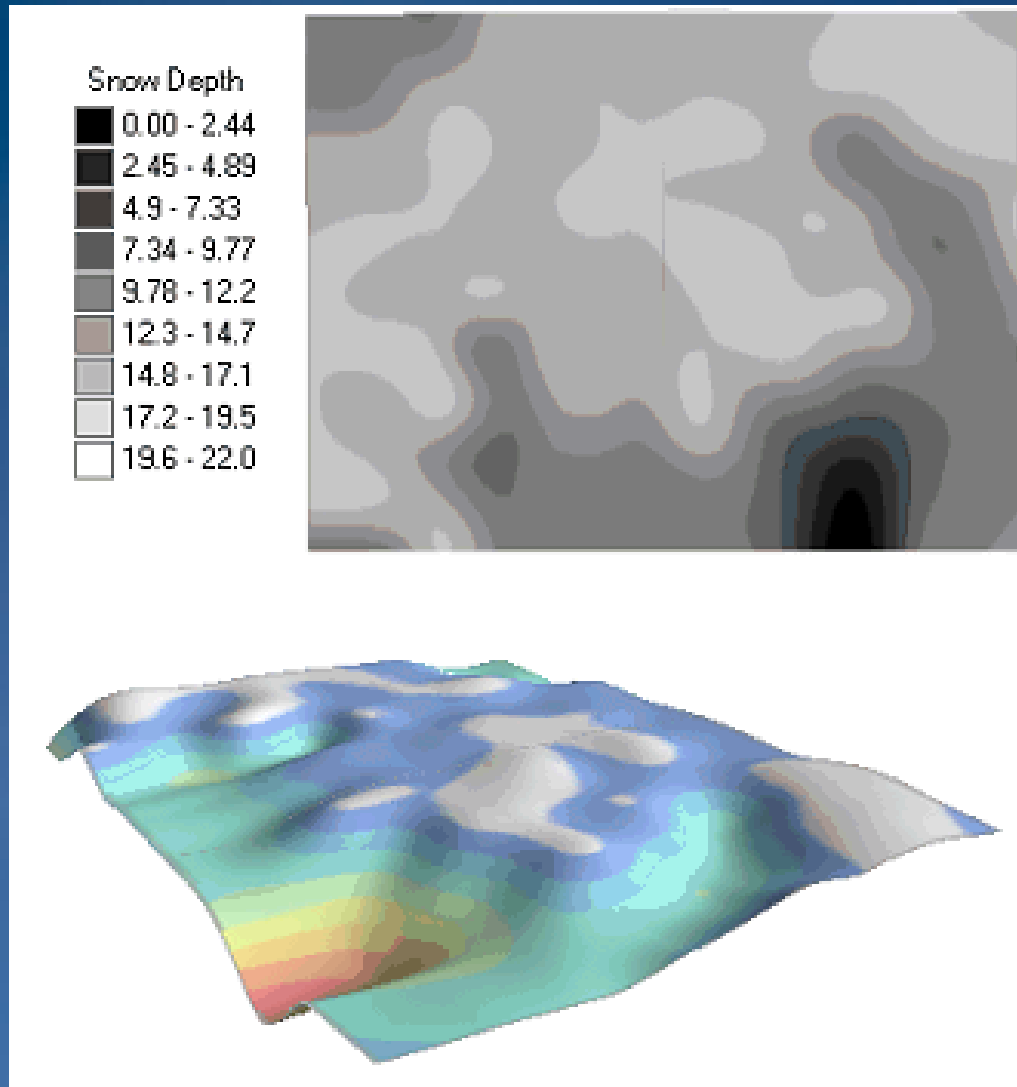 Snow Depth
0.00 - 2.44
2.45 - 4.89
4.9 - 7.33
7.34 - 9.77
9.78 - 12.2
12.3 - 14.7
14.8 - 17.1
17.2 - 19.5
19.6 - 22.0